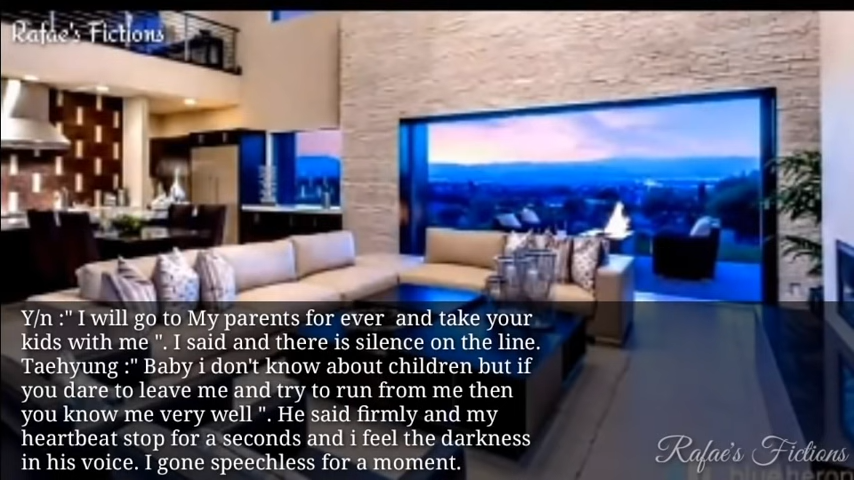 Rafae's Fictions
Y/n :" I will go to My parents for ever and take your
kids with me ". I said and there is silence on the line.
Taehyung :" Baby i don't know about children but if
you dare to leave me and try to run from me then
you know me very well ". He said firmly and my
heartbeat stop for a seconds and i feel the darkness
in his voice. I gone speechless for a moment.
Rafae's Fictions
blue heron